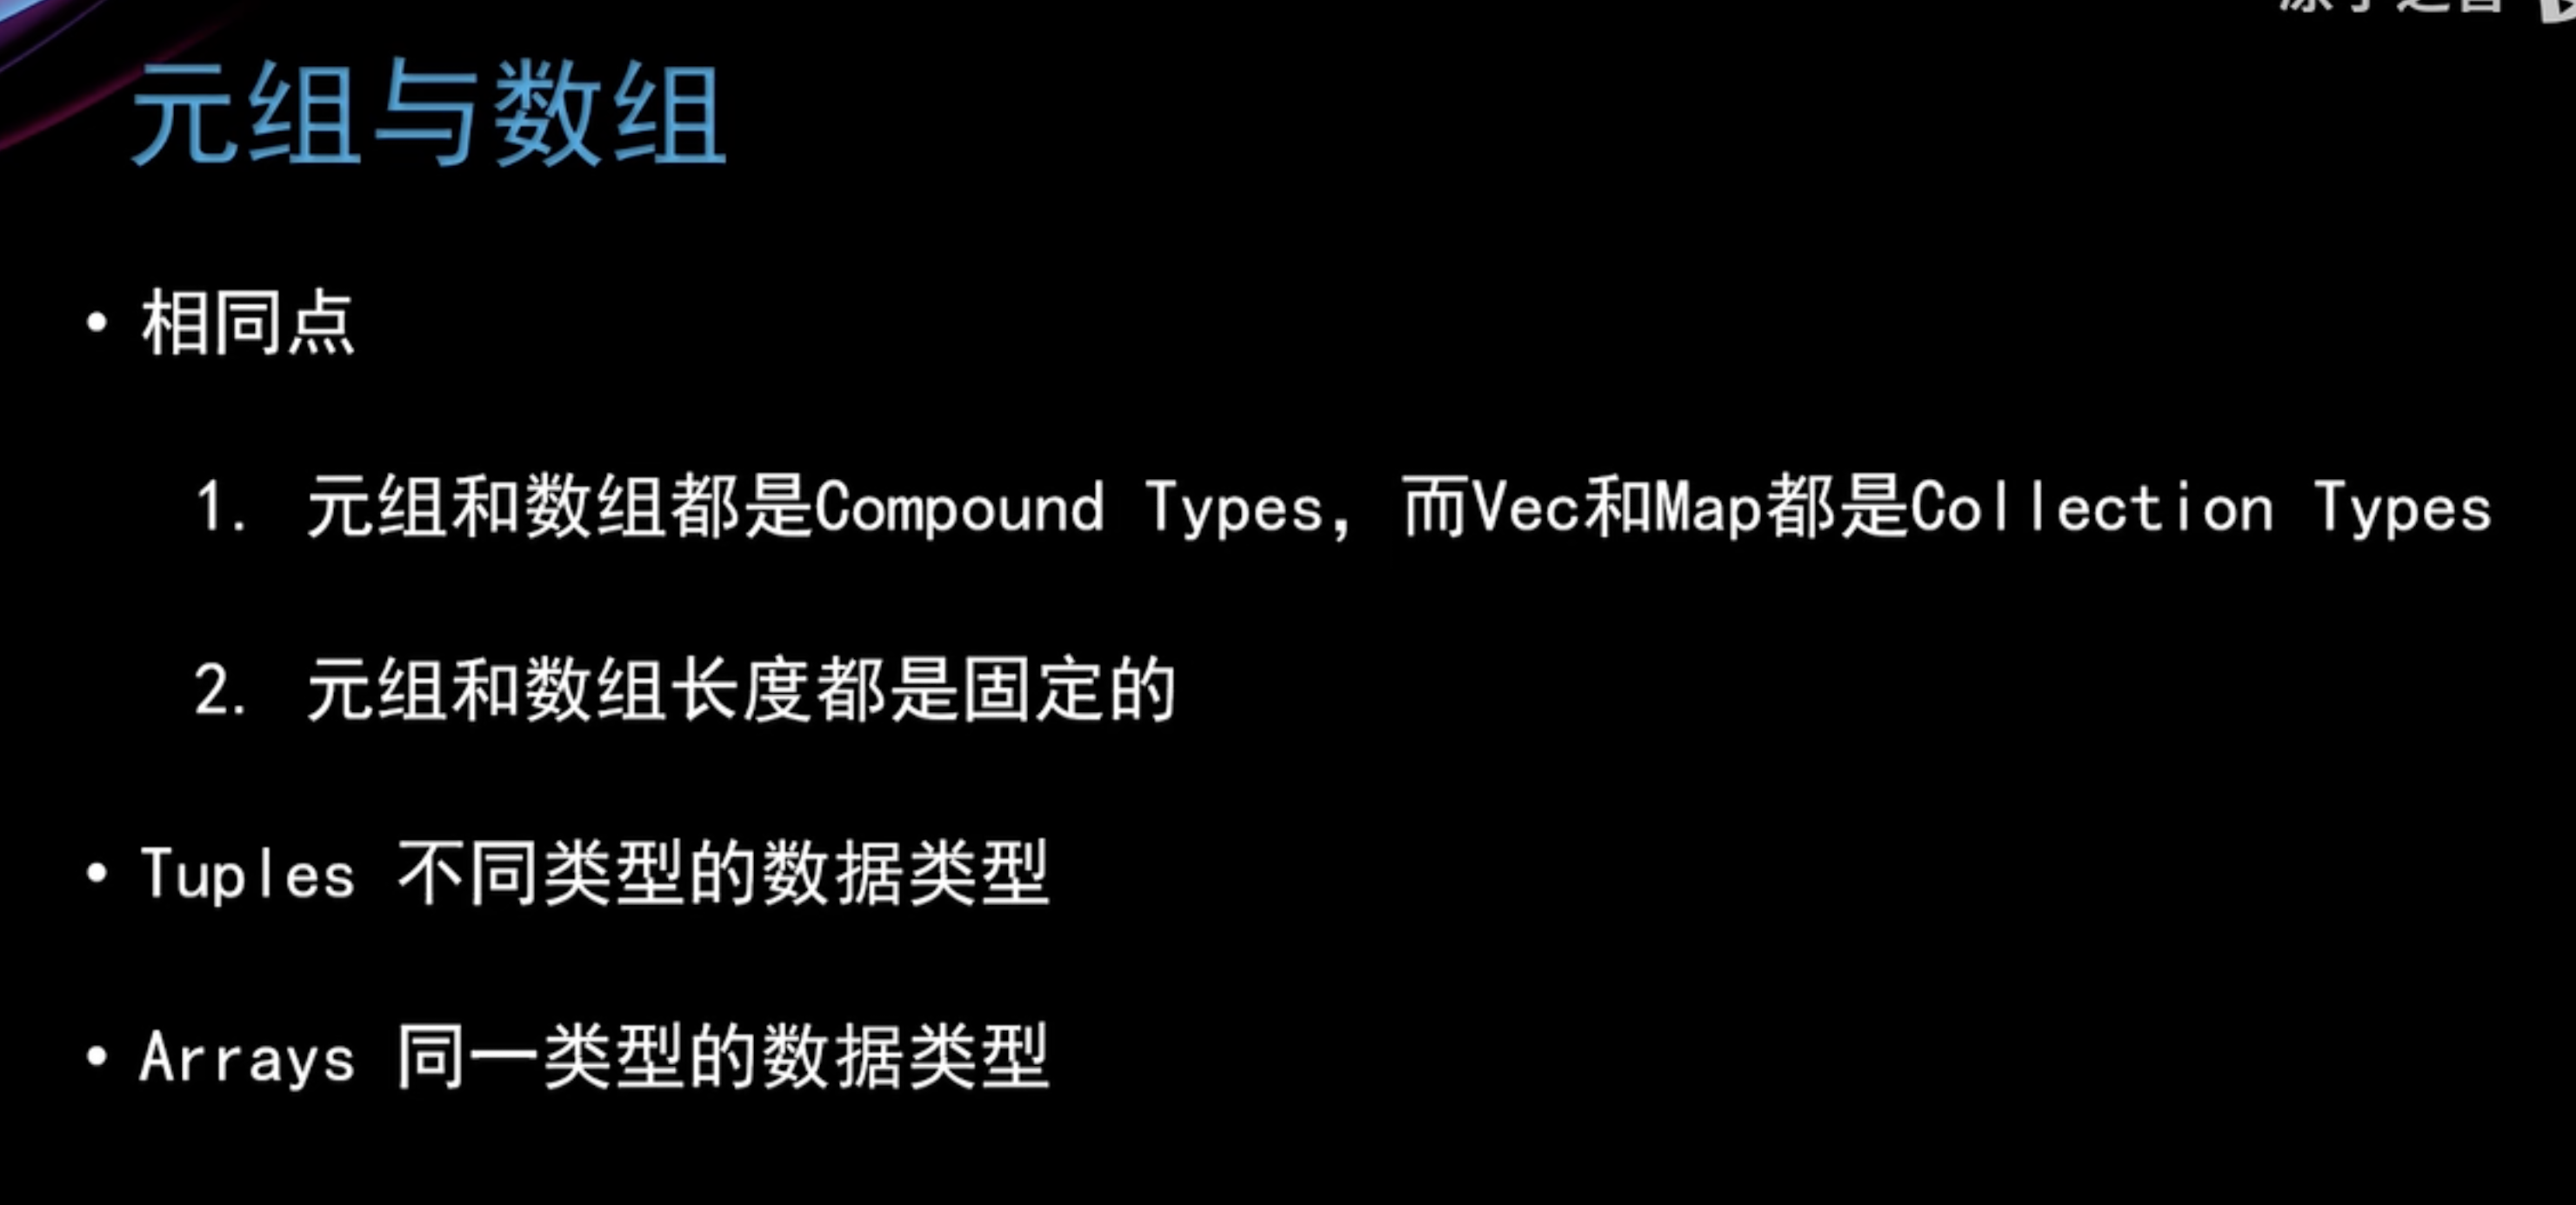 元组与数组
• 相同点
1. 元组和数组都是Compound Types，而Vec和Map都是Collection Types
2. 元组和数组长度都是固定的
• Tuples 不同类型的数据类型
• Arrays 同一类型的数据类型